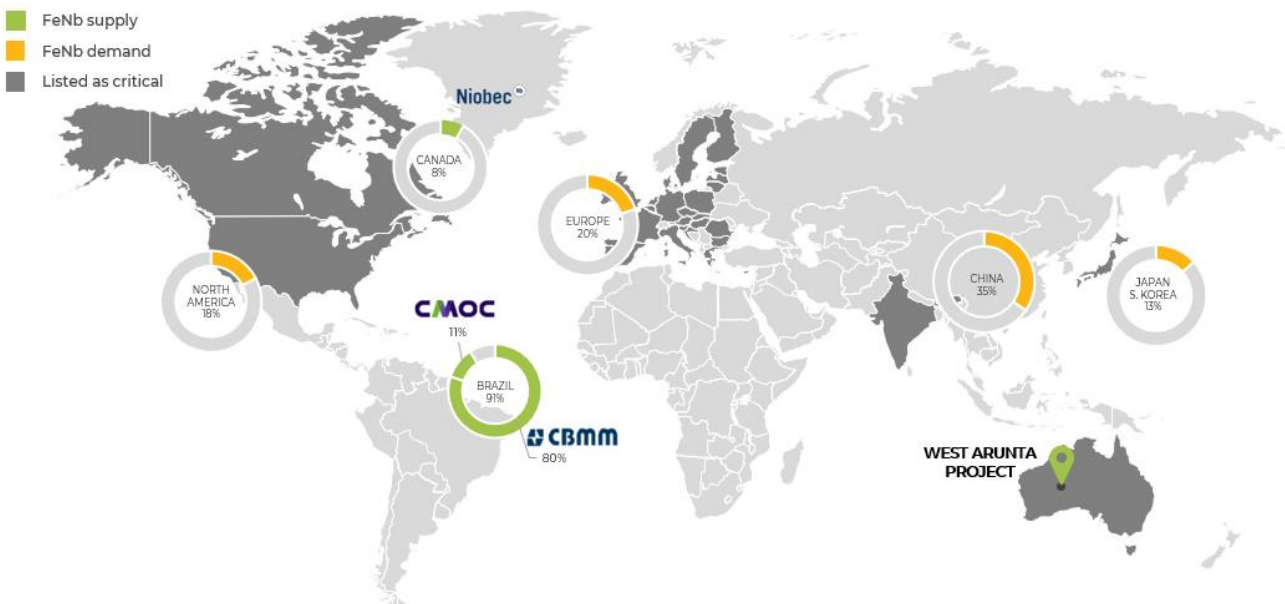 FeNb supply
FeNb demand
Listed as critical
Niobec
CANADA
8%
EUROPE
20%
NORTH
AMERICA
18%
CHINA
35%
JAPAN
S. KOREA
13%
CMOC
11%
BRAZIL
91%
CBMM
80%
WEST ARUNTA
PROJECT